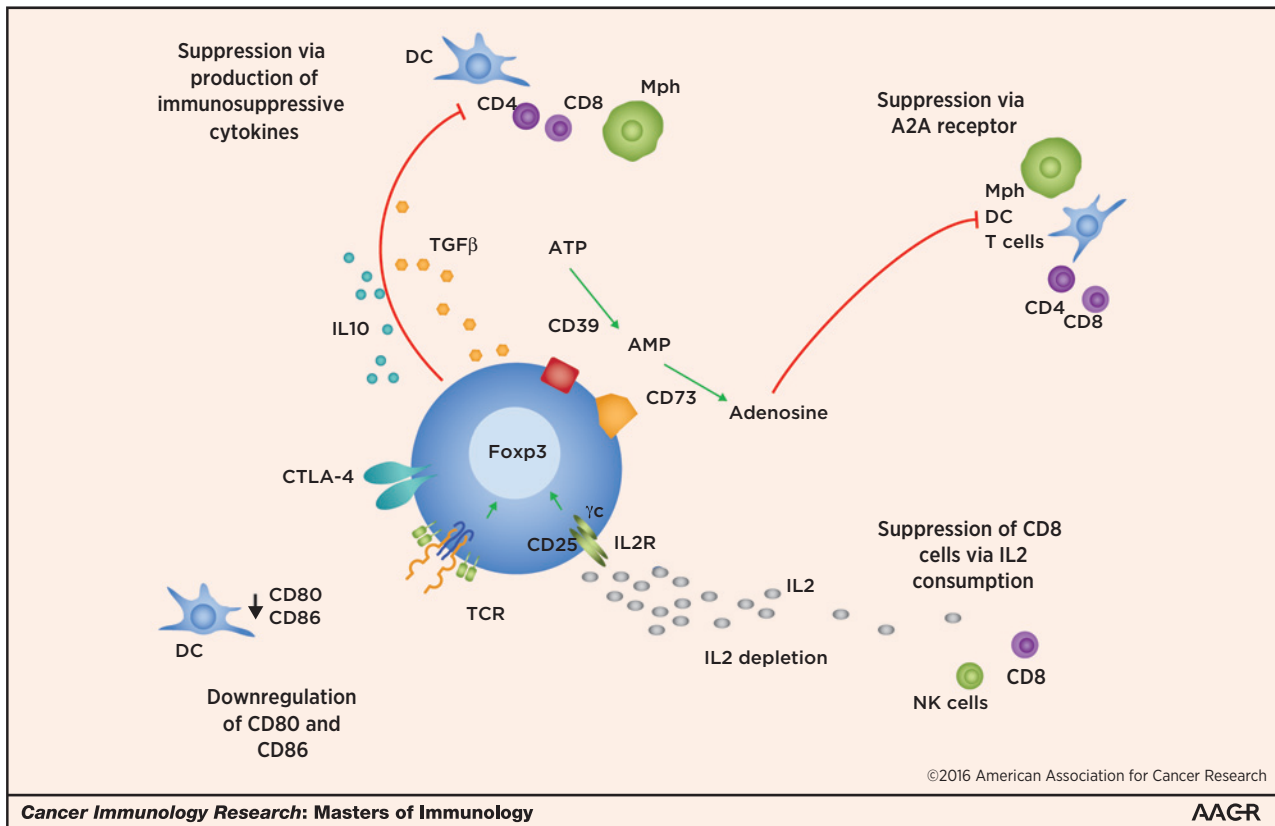 Suppression via
production of
immunosuppressive
cytokines
DC
CD4
CD8
Mph
Suppression via
A2A receptor
Mph
DC
T cells
CD4
CD8
TGFβ
IL10
ATP
CD39
AMP
CD73
Adenosine
Foxp3
CTLA-4
γc
CD25
IL2R
TCR
IL2
IL2 depletion
Suppression of CD8
cells via IL2
consumption
CD8
NK cells
CD80
CD86
DC
Downregulation
of CD80 and
CD86
©2016 American Association for Cancer Research
Cancer Immunology Research: Masters of Immunology
AACR